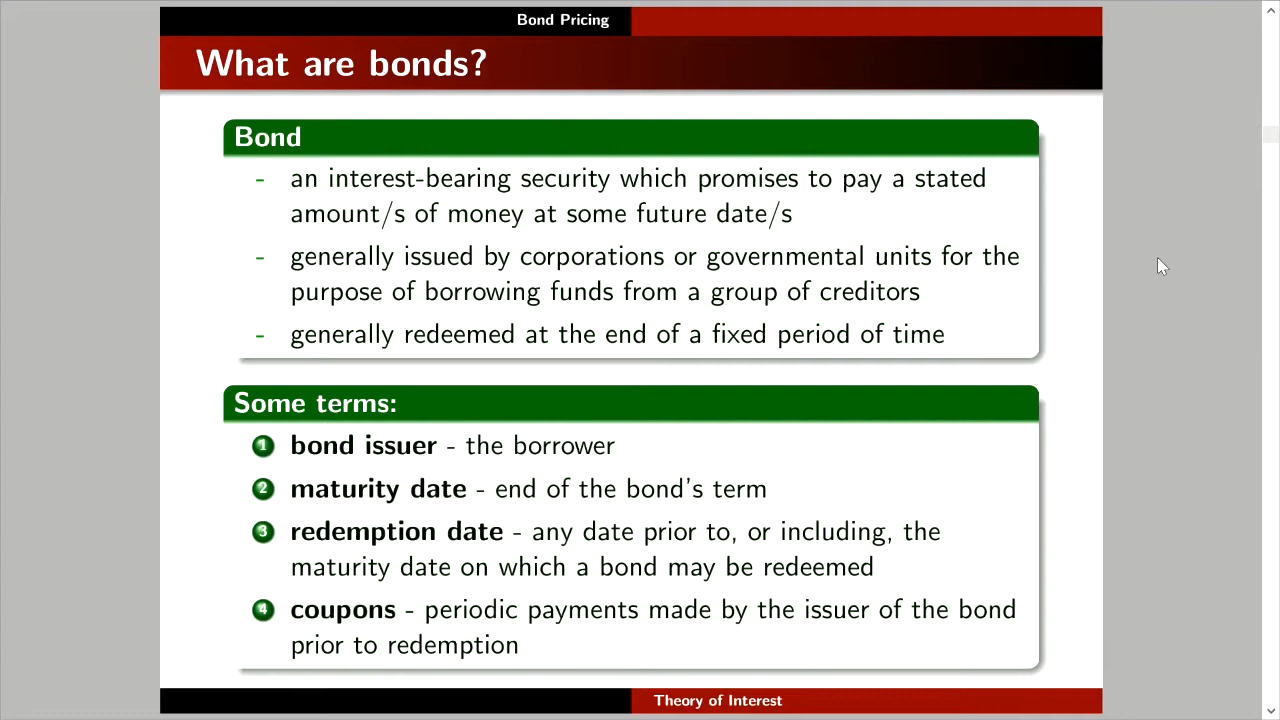 Bond Pricing
What are bonds?
Bond
- an interest-bearing security which promises to pay a stated
amount/s of money at some future date/s
- generally issued by corporations or governmental units for the
purpose of borrowing funds from a group of creditors
- generally redeemed at the end of a fixed period of time
Some terms:
1 bond issuer - the borrower
2 maturity date - end of the bond's term
3 redemption date - any date prior to, or including, the
maturity date on which a bond may be redeemed
4 coupons - periodic payments made by the issuer of the bond
prior to redemption
Theory of Interest